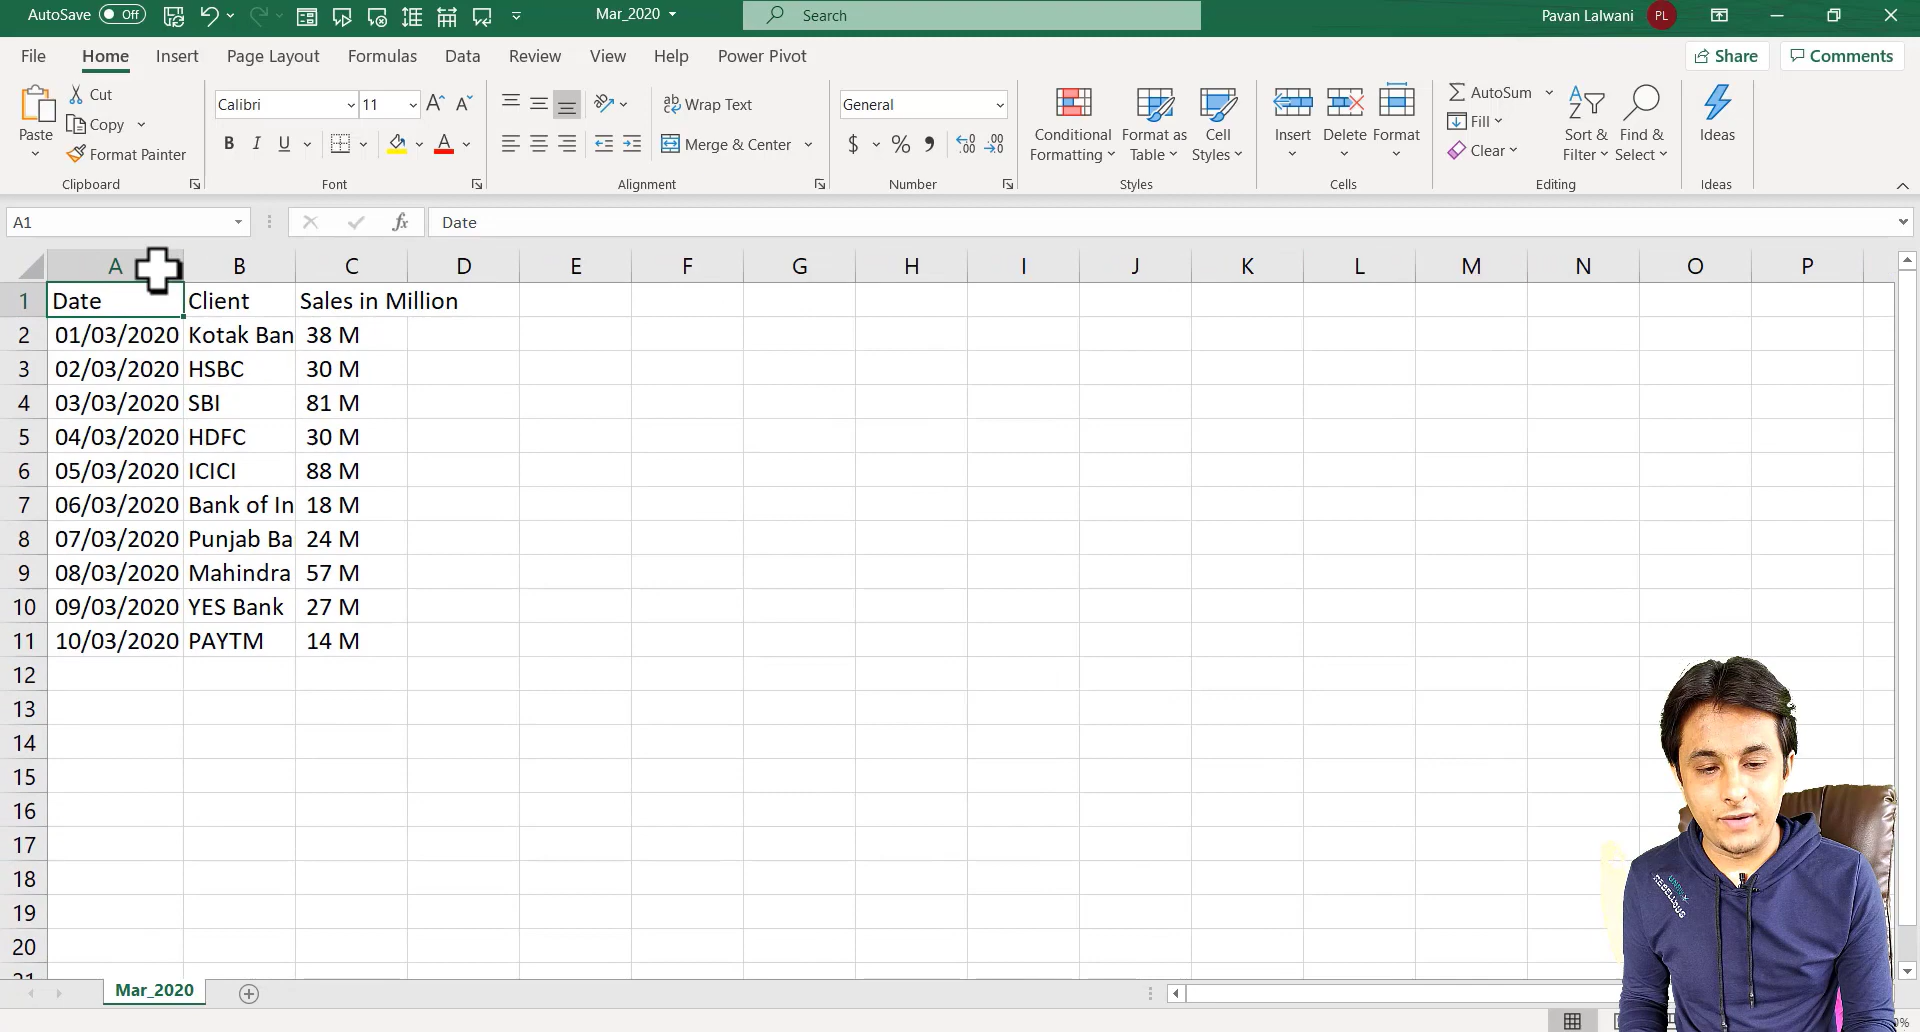 AutoSave Off Mar_2020 Search Pavan Lalwani PL
File Home Insert Page Layout Formulas Data Review View Help Power Pivot Share Comments
Paste Cut Copy Format Painter Clipboard
Calibri 11 A A B I U A Font
ab Wrap Text Merge & Center Alignment
General $ % , .00 .00 Number
Conditional Formatting Format as Table Cell Styles Styles
Insert Delete Format Cells
AutoSum Fill Clear Sort & Filter Find & Select Editing
Ideas Ideas
A1 fx Date
A B C D E F G H I J K L M N O P
1 Date Client Sales in Million
2 01/03/2020 Kotak Ban 38 M
3 02/03/2020 HSBC 30 M
4 03/03/2020 SBI 81 M
5 04/03/2020 HDFC 30 M
6 05/03/2020 ICICI 88 M
7 06/03/2020 Bank of In 18 M
8 07/03/2020 Punjab Ba 24 M
9 08/03/2020 Mahindra 57 M
10 09/03/2020 YES Bank 27 M
11 10/03/2020 PAYTM 14 M
12
13
14
15
16
17
18
19
20
Mar_2020
REBELLIOUS